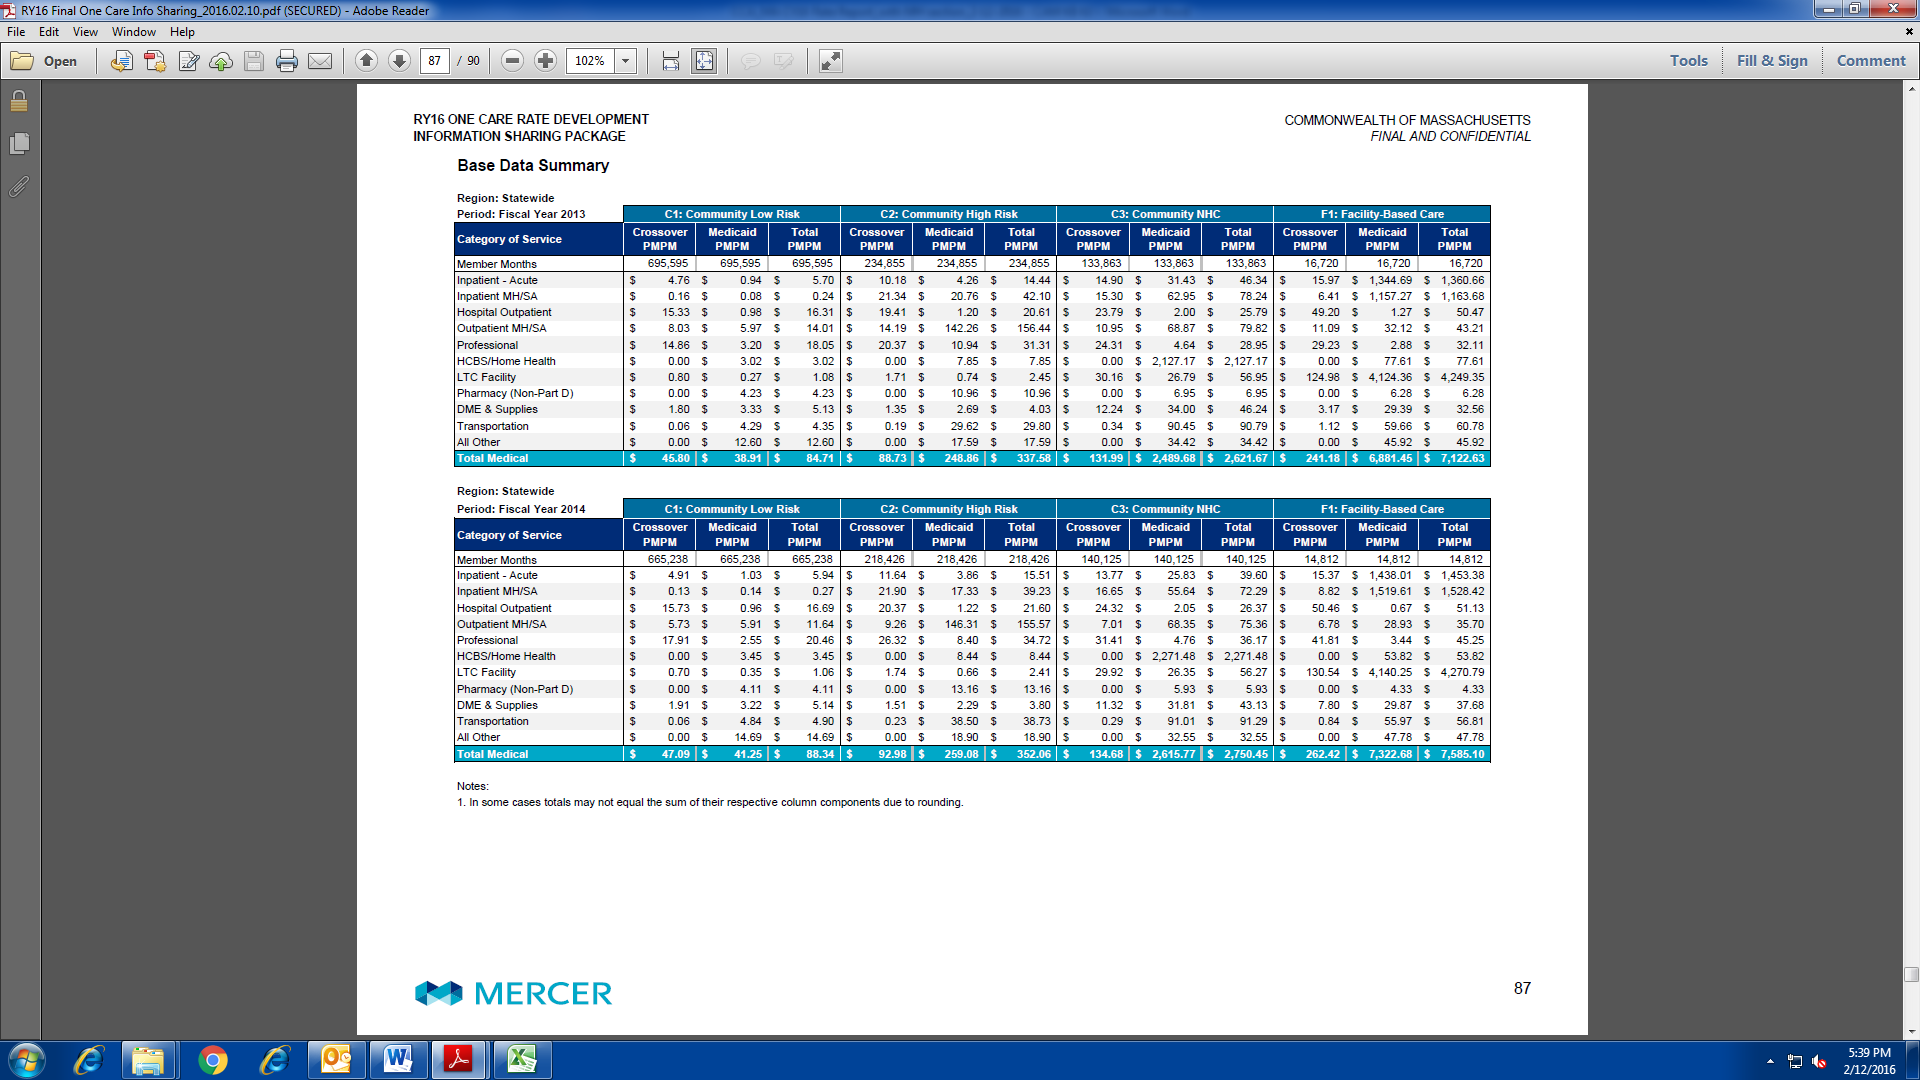 RY16 Final One Care Info Sharing_2016.02.10.pdf (SECURED) - Adobe Reader
File Edit View Window Help
Open 87 / 90 102% Tools Fill & Sign Comment
RY16 ONE CARE RATE DEVELOPMENT COMMONWEALTH OF MASSACHUSETTS
INFORMATION SHARING PACKAGE FINAL AND CONFIDENTIAL
Base Data Summary
Region: Statewide
Period: Fiscal Year 2013 C1: Community Low Risk C2: Community High Risk C3: Community NHC F1: Facility-Based Care
Category of Service Crossover PMPM Medicaid PMPM Total PMPM Crossover PMPM Medicaid PMPM Total PMPM Crossover PMPM Medicaid PMPM Total PMPM Crossover PMPM Medicaid PMPM Total PMPM
Member Months 695,595 695,595 695,595 234,855 234,855 234,855 133,863 133,863 133,863 16,720 16,720 16,720
Inpatient - Acute $ 4.76 $ 0.94 $ 5.70 $ 10.18 $ 4.26 $ 14.44 $ 14.90 $ 31.43 $ 46.34 $ 15.97 $ 1,344.69 $ 1,360.66
Inpatient MH/SA $ 0.16 $ 0.08 $ 0.24 $ 21.34 $ 20.76 $ 42.10 $ 15.30 $ 62.95 $ 78.24 $ 6.41 $ 1,157.27 $ 1,163.68
Hospital Outpatient $ 15.33 $ 0.98 $ 16.31 $ 19.41 $ 1.20 $ 20.61 $ 23.79 $ 2.00 $ 25.79 $ 49.20 $ 1.27 $ 50.47
Outpatient MH/SA $ 8.03 $ 5.97 $ 14.01 $ 14.19 $ 142.26 $ 156.44 $ 10.95 $ 68.87 $ 79.82 $ 11.09 $ 32.12 $ 43.21
Professional $ 14.86 $ 3.20 $ 18.05 $ 20.37 $ 10.94 $ 31.31 $ 24.31 $ 4.64 $ 28.95 $ 29.23 $ 2.88 $ 32.11
HCBS/Home Health $ 0.00 $ 3.02 $ 3.02 $ 0.00 $ 7.85 $ 7.85 $ 0.00 $ 2,127.17 $ 2,127.17 $ 0.00 $ 77.61 $ 77.61
LTC Facility $ 0.80 $ 0.27 $ 1.08 $ 1.71 $ 0.74 $ 2.45 $ 30.16 $ 26.79 $ 56.95 $ 124.98 $ 4,124.36 $ 4,249.35
Pharmacy (Non-Part D) $ 0.00 $ 4.23 $ 4.23 $ 0.00 $ 10.96 $ 10.96 $ 0.00 $ 6.95 $ 6.95 $ 0.00 $ 6.28 $ 6.28
DME & Supplies $ 1.80 $ 3.33 $ 5.13 $ 1.35 $ 2.69 $ 4.03 $ 12.24 $ 34.00 $ 46.24 $ 3.17 $ 29.39 $ 32.56
Transportation $ 0.06 $ 4.29 $ 4.35 $ 0.19 $ 29.62 $ 29.80 $ 0.34 $ 90.45 $ 90.79 $ 1.12 $ 59.66 $ 60.78
All Other $ 0.00 $ 12.60 $ 12.60 $ 0.00 $ 17.59 $ 17.59 $ 0.00 $ 34.42 $ 34.42 $ 0.00 $ 45.92 $ 45.92
Total Medical $ 45.80 $ 38.91 $ 84.71 $ 88.73 $ 248.86 $ 337.58 $ 131.99 $ 2,489.68 $ 2,621.67 $ 241.18 $ 6,881.45 $ 7,122.63
Region: Statewide
Period: Fiscal Year 2014 C1: Community Low Risk C2: Community High Risk C3: Community NHC F1: Facility-Based Care
Category of Service Crossover PMPM Medicaid PMPM Total PMPM Crossover PMPM Medicaid PMPM Total PMPM Crossover PMPM Medicaid PMPM Total PMPM Crossover PMPM Medicaid PMPM Total PMPM
Member Months 665,238 665,238 665,238 218,426 218,426 218,426 140,125 140,125 140,125 14,812 14,812 14,812
Inpatient - Acute $ 4.91 $ 1.03 $ 5.94 $ 11.64 $ 3.86 $ 15.51 $ 13.77 $ 25.83 $ 39.60 $ 15.37 $ 1,438.01 $ 1,453.38
Inpatient MH/SA $ 0.13 $ 0.14 $ 0.27 $ 21.90 $ 17.33 $ 39.23 $ 16.65 $ 55.64 $ 72.29 $ 8.82 $ 1,519.61 $ 1,528.42
Hospital Outpatient $ 15.73 $ 0.96 $ 16.69 $ 20.37 $ 1.22 $ 21.60 $ 24.32 $ 2.05 $ 26.37 $ 50.46 $ 0.67 $ 51.13
Outpatient MH/SA $ 5.73 $ 5.91 $ 11.64 $ 9.26 $ 146.31 $ 155.57 $ 7.01 $ 68.35 $ 75.36 $ 6.78 $ 28.93 $ 35.70
Professional $ 17.91 $ 2.55 $ 20.46 $ 26.32 $ 8.40 $ 34.72 $ 31.41 $ 4.76 $ 36.17 $ 41.81 $ 3.44 $ 45.25
HCBS/Home Health $ 0.00 $ 3.45 $ 3.45 $ 0.00 $ 8.44 $ 8.44 $ 0.00 $ 2,271.48 $ 2,271.48 $ 0.00 $ 53.82 $ 53.82
LTC Facility $ 0.70 $ 0.35 $ 1.06 $ 1.74 $ 0.66 $ 2.41 $ 29.92 $ 26.35 $ 56.27 $ 130.54 $ 4,140.25 $ 4,270.79
Pharmacy (Non-Part D) $ 0.00 $ 4.11 $ 4.11 $ 0.00 $ 13.16 $ 13.16 $ 0.00 $ 5.93 $ 5.93 $ 0.00 $ 4.33 $ 4.33
DME & Supplies $ 1.91 $ 3.22 $ 5.14 $ 1.51 $ 2.29 $ 3.80 $ 11.32 $ 31.81 $ 43.13 $ 7.80 $ 29.87 $ 37.68
Transportation $ 0.06 $ 4.84 $ 4.90 $ 0.23 $ 38.50 $ 38.73 $ 0.29 $ 91.01 $ 91.29 $ 0.84 $ 55.97 $ 56.81
All Other $ 0.00 $ 14.69 $ 14.69 $ 0.00 $ 18.90 $ 18.90 $ 0.00 $ 32.55 $ 32.55 $ 0.00 $ 47.78 $ 47.78
Total Medical $ 47.09 $ 41.25 $ 88.34 $ 92.98 $ 259.08 $ 352.06 $ 134.68 $ 2,615.77 $ 2,750.45 $ 262.42 $ 7,322.68 $ 7,585.10
Notes:
1. In some cases totals may not equal the sum of their respective column components due to rounding.
MERCER 87
5:39 PM
2/12/2016